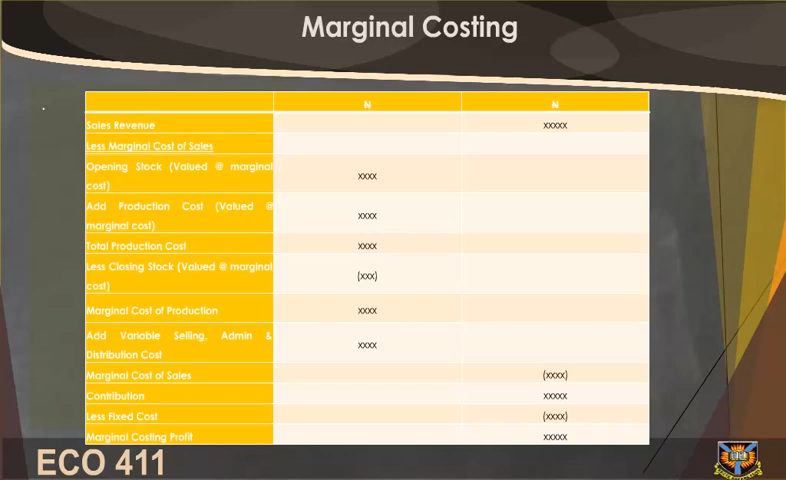 Marginal Costing
₦ ₦
Sales Revenue xxxxx
Less Marginal Cost of Sales
Opening Stock (Valued @ marginal
cost) xxxx
Add Production Cost (Valued @
marginal cost) xxxx
Total Production Cost xxxx
Less Closing Stock (Valued @ marginal
cost) (xxx)
Marginal Cost of Production xxxx
Add Variable Selling, Admin &
Distribution Cost xxxx
Marginal Cost of Sales (xxxx)
Contribution xxxxx
Less Fixed Cost (xxxx)
Marginal Costing Profit xxxxx
ECO 411